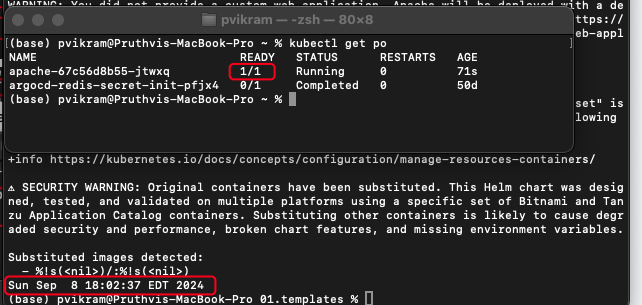 WARNING: You did not provide a custom web application. Apache will be deployed with a de
pvikram — -zsh — 80×8
https://
eb-appl
(base) pvikram@Pruthvis-MacBook-Pro ~ % kubectl get po
NAME READY STATUS RESTARTS AGE
apache-67c56d8b55-jtwxq 1/1 Running 0 71s
argocd-redis-secret-init-pfjx4 0/1 Completed 0 50d
(base) pvikram@Pruthvis-MacBook-Pro ~ %
set" is
lowing
+info https://kubernetes.io/docs/concepts/configuration/manage-resources-containers/
⚠ SECURITY WARNING: Original containers have been substituted. This Helm chart was desig
ned, tested, and validated on multiple platforms using a specific set of Bitnami and Tan
zu Application Catalog containers. Substituting other containers is likely to cause degr
aded security and performance, broken chart features, and missing environment variables.
Substituted images detected:
- %!s(<nil>)/:%!s(<nil>)
Sun Sep 8 18:02:37 EDT 2024
(base) pvikram@Pruthvis-MacBook-Pro 01.templates %